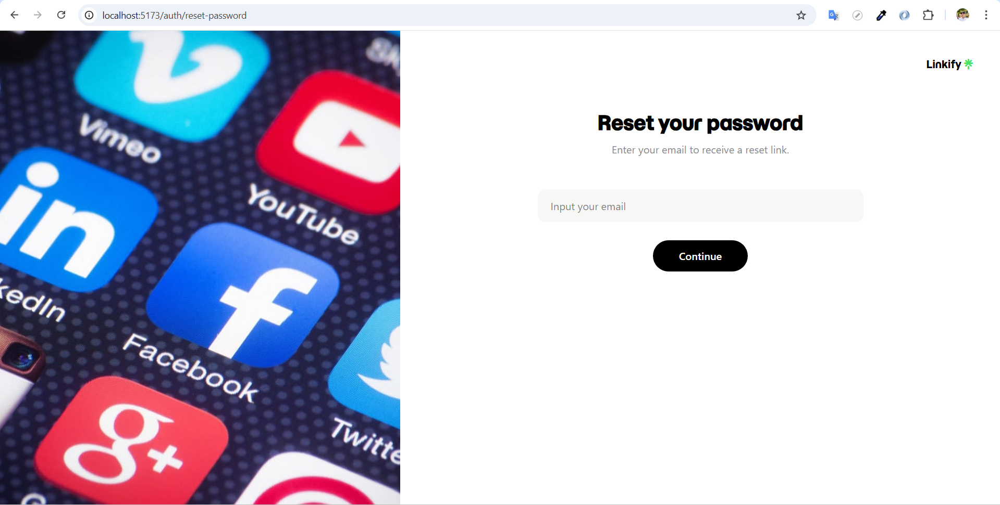 localhost:5173/auth/reset-password
Linkify
Reset your password
Enter your email to receive a reset link.
Input your email
Continue
Vimeo
YouTube
in
kedIn
f
Facebook
Twitte
g+